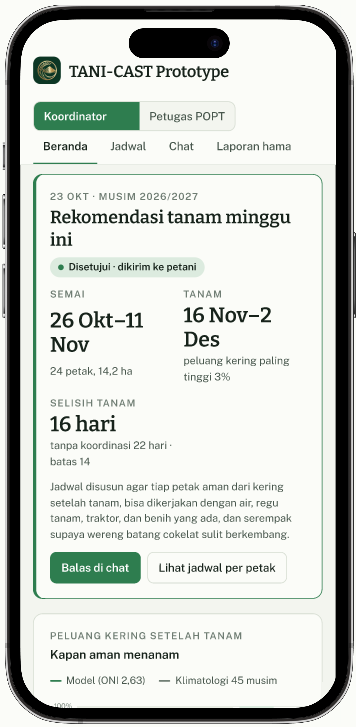 TANI-CAST Prototype
Koordinator Petugas POPT
Beranda Jadwal Chat Laporan hama
23 OKT · MUSIM 2026/2027
Rekomendasi tanam minggu
ini
Disetujui · dikirim ke petani
SEMAI
26 Okt–11
Nov
24 petak, 14,2 ha
TANAM
16 Nov–2
Des
peluang kering paling
tinggi 3%
SELISIH TANAM
16 hari
tanpa koordinasi 22 hari ·
batas 14
Jadwal disusun agar tiap petak aman dari kering
setelah tanam, bisa dikerjakan dengan air, regu
tanam, traktor, dan benih yang ada, dan serempak
supaya wereng batang cokelat sulit berkembang.
Balas di chat Lihat jadwal per petak
PELUANG KERING SETELAH TANAM
Kapan aman menanam
Model (ONI 2,63) Klimatologi 45 musim
100%